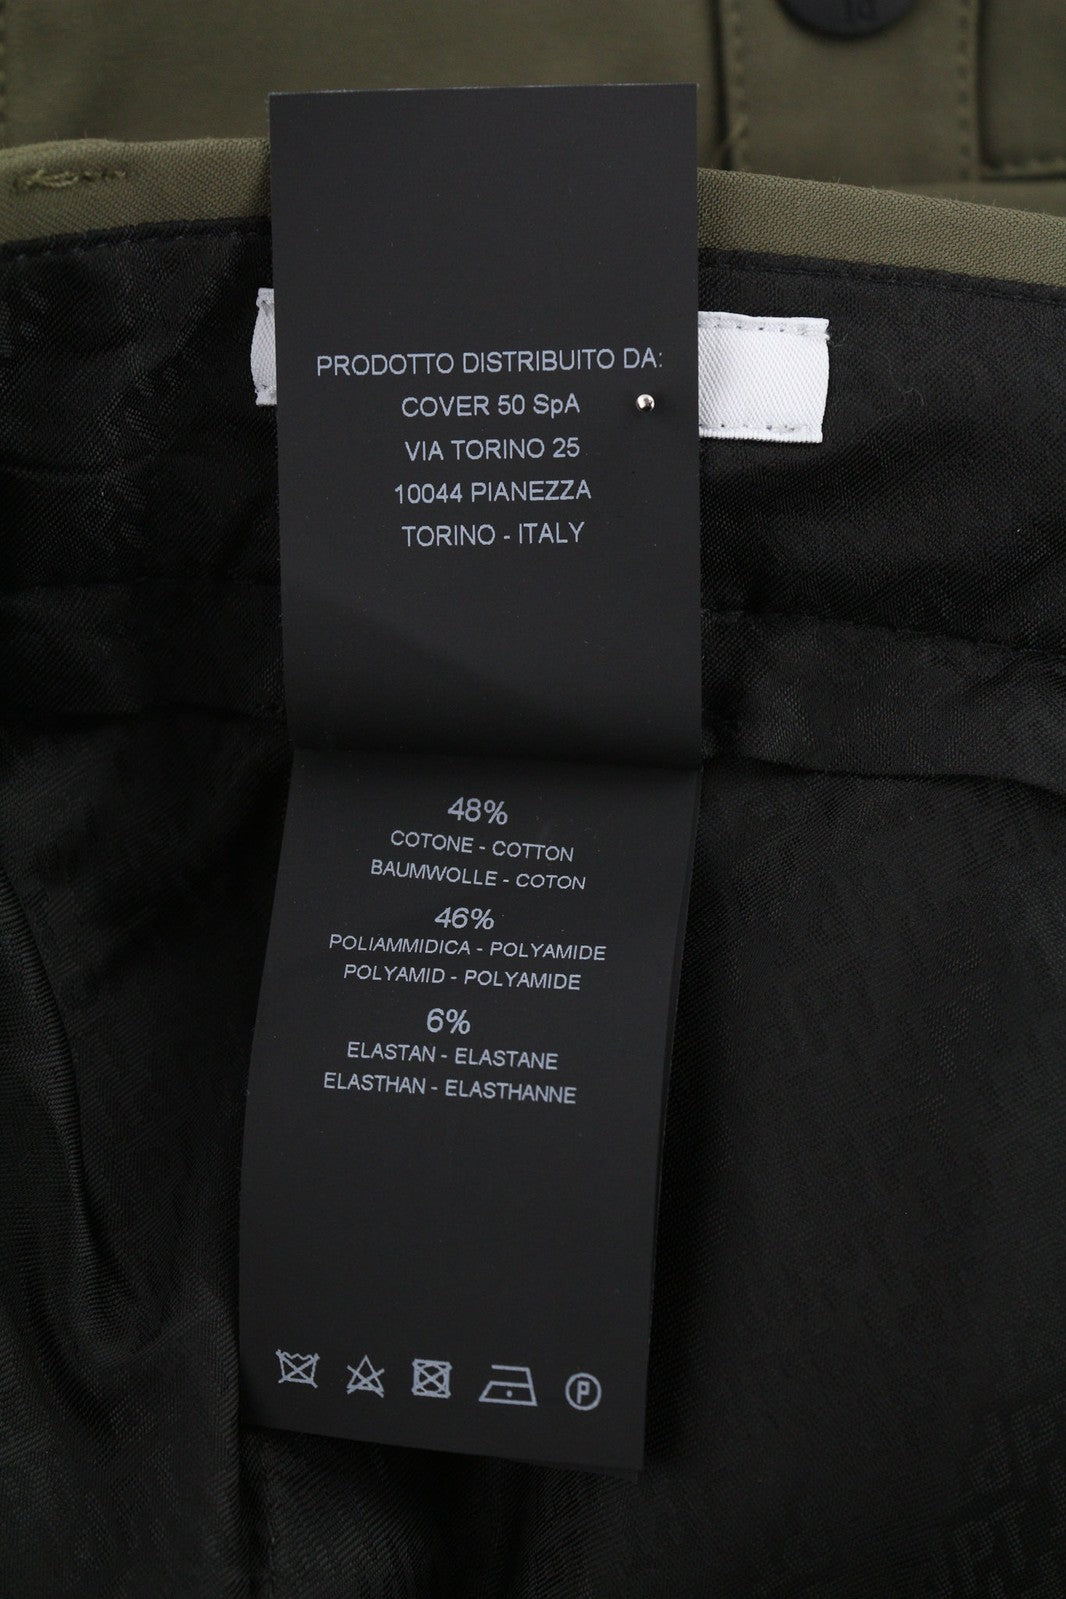 PRODOTTO DISTRIBUITO DA:
COVER 50 SpA
VIA TORINO 25
10044 PIANEZZA
TORINO - ITALY
48%
COTONE - COTTON
BAUMWOLLE - COTON
46%
POLIAMMIDICA - POLYAMIDE
POLYAMID - POLYAMIDE
6%
ELASTAN - ELASTANE
ELASTHAN - ELASTHANNE
P